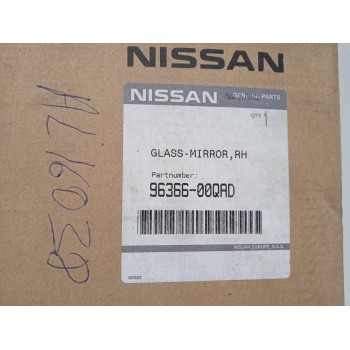 NISSAN
NISSAN
GENUINE PARTS
QTY 1
GLASS-MIRROR,RH
Partnumber:
96366-00QAD
NISSAN EUROPE, S.A.S.